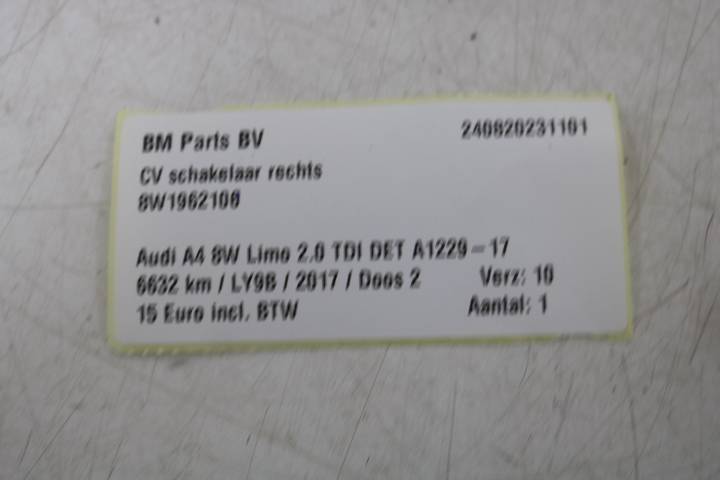 BM Parts BV 240820231101
CV schakelaar rechts
8W1962108
Audi A4 8W Limo 2.0 TDI DET A1229-17
6632 km / LY9B / 2017 / Doos 2 Verz: 10
15 Euro incl. BTW Aantal: 1